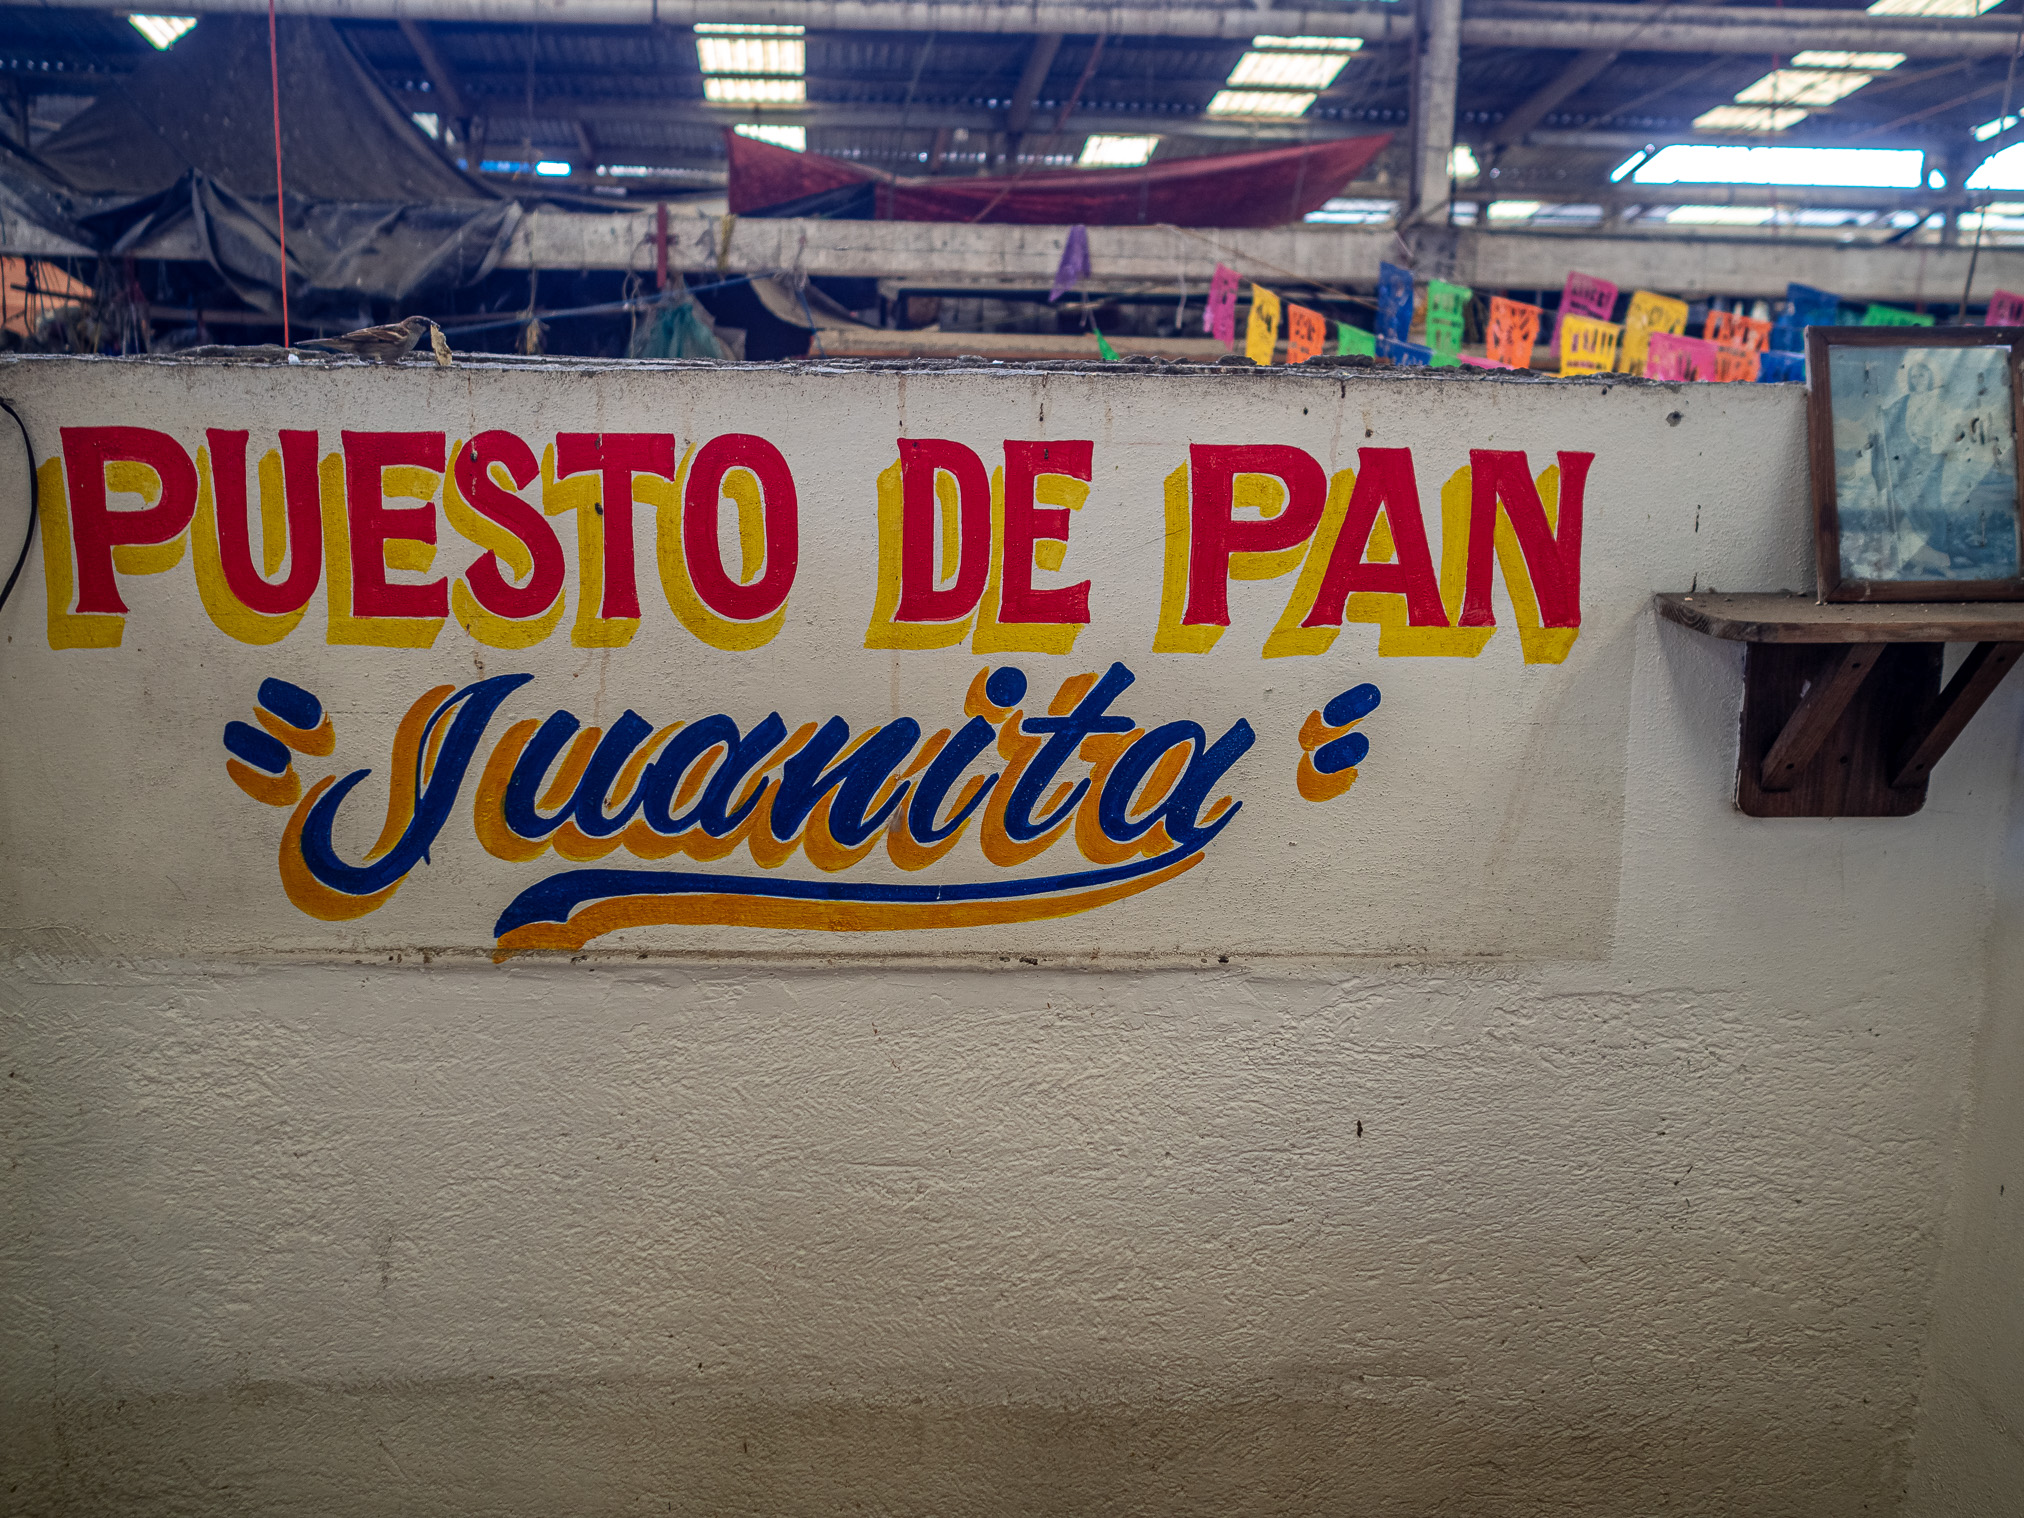 PUESTO DE PAN
"Juanita"